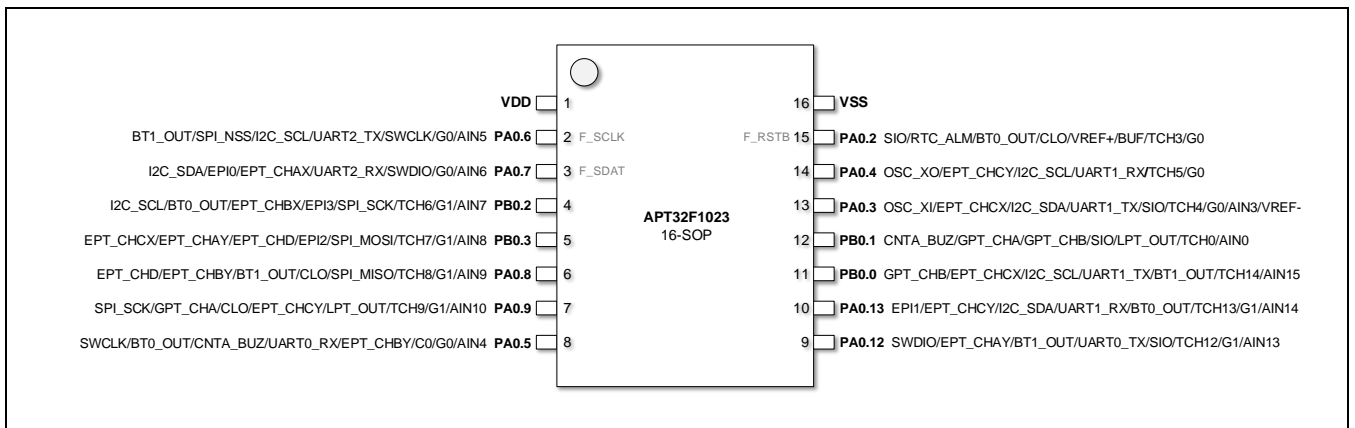 VDD 1 16 VSS
BT1_OUT/SPI_NSS/I2C_SCL/UART2_TX/SWCLK/G0/AIN5 PA0.6 2 F_SCLK F_RSTB 15 PA0.2 SIO/RTC_ALM/BT0_OUT/CLO/VREF+/BUF/TCH3/G0
I2C_SDA/EPI0/EPT_CHAX/UART2_RX/SWDIO/G0/AIN6 PA0.7 3 F_SDAT 14 PA0.4 OSC_XO/EPT_CHCY/I2C_SCL/UART1_RX/TCH5/G0
I2C_SCL/BT0_OUT/EPT_CHBX/EPI3/SPI_SCK/TCH6/G1/AIN7 PB0.2 4 13 PA0.3 OSC_XI/EPT_CHCX/I2C_SDA/UART1_TX/SIO/TCH4/G0/AIN3/VREF-
APT32F1023
16-SOP
EPT_CHCX/EPT_CHAY/EPT_CHD/EPI2/SPI_MOSI/TCH7/G1/AIN8 PB0.3 5 12 PB0.1 CNTA_BUZ/GPT_CHA/GPT_CHB/SIO/LPT_OUT/TCH0/AIN0
EPT_CHD/EPT_CHBY/BT1_OUT/CLO/SPI_MISO/TCH8/G1/AIN9 PA0.8 6 11 PB0.0 GPT_CHB/EPT_CHCX/I2C_SCL/UART1_TX/BT1_OUT/TCH14/AIN15
SPI_SCK/GPT_CHA/CLO/EPT_CHCY/LPT_OUT/TCH9/G1/AIN10 PA0.9 7 10 PA0.13 EPI1/EPT_CHCY/I2C_SDA/UART1_RX/BT0_OUT/TCH13/G1/AIN14
SWCLK/BT0_OUT/CNTA_BUZ/UART0_RX/EPT_CHBY/C0/G0/AIN4 PA0.5 8 9 PA0.12 SWDIO/EPT_CHAY/BT1_OUT/UART0_TX/SIO/TCH12/G1/AIN13